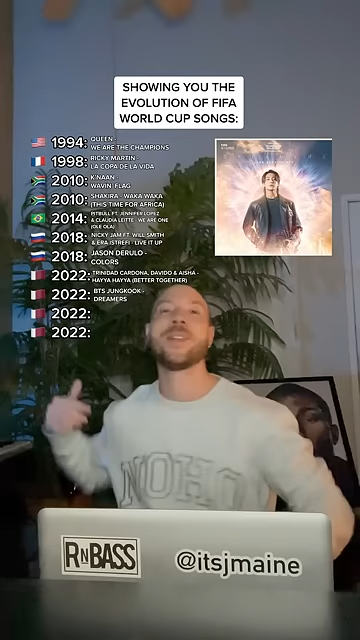 SHOWING YOU THE
EVOLUTION OF FIFA
WORLD CUP SONGS:
1994: QUEEN -
WE ARE THE CHAMPIONS
1998: RICKY MARTIN -
LA COPA DE LA VIDA
2010: K'NAAN -
WAVIN' FLAG
2010: SHAKIRA - WAKA WAKA
(THIS TIME FOR AFRICA)
2014: PITBULL FT. JENNIFER LOPEZ
& CLAUDIA LEITTE - WE ARE ONE
(OLE OLA)
2018: NICKY JAM FT. WILL SMITH
& ERA ISTREFI - LIVE IT UP
2018: JASON DERULO -
COLORS
2022: TRINIDAD CARDONA, DAVIDO & AISHA -
HAYYA HAYYA (BETTER TOGETHER)
2022: BTS JUNGKOOK -
DREAMERS
2022:
2022:
NOHO
RNBASS
@itsjmaine